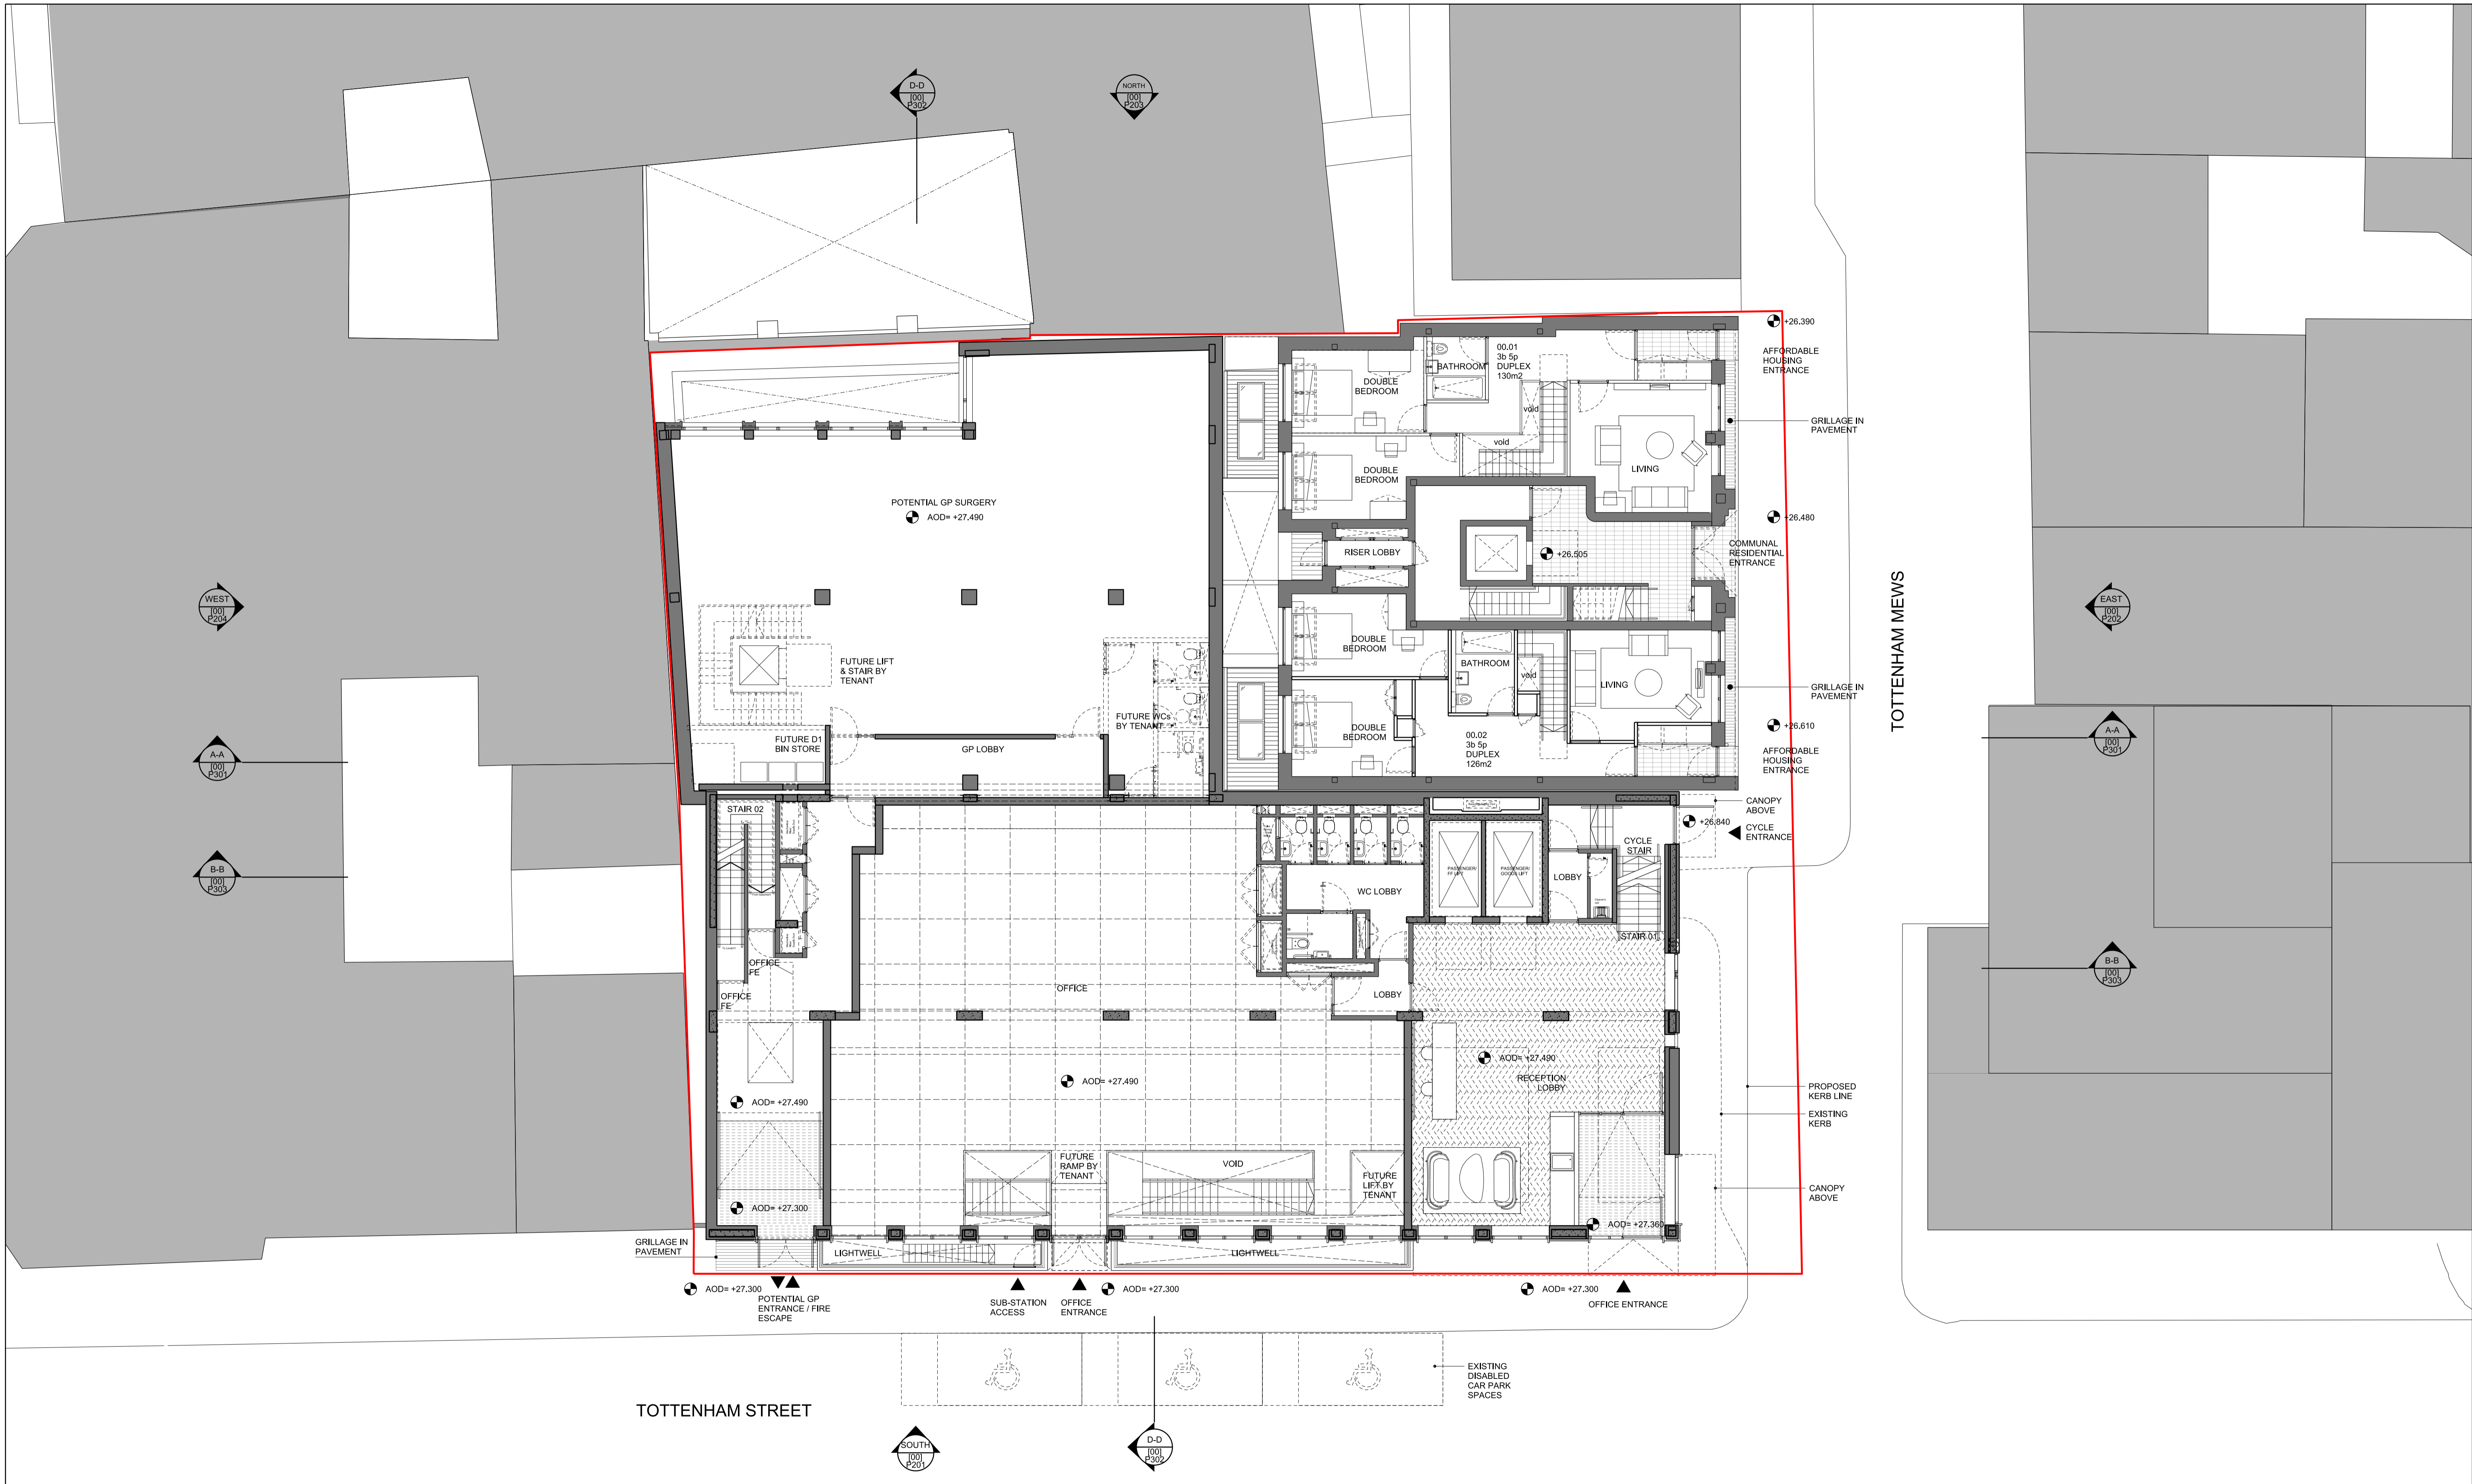 D-D
[00]
P302
NORTH
[00]
P203
+26.390
AFFORDABLE
HOUSING
ENTRANCE
00.01
3b 5p
DUPLEX
130m2
BATHROOM
DOUBLE
BEDROOM
void
void
GRILLAGE IN
PAVEMENT
LIVING
DOUBLE
BEDROOM
POTENTIAL GP SURGERY
AOD= +27.490
+26.480
COMMUNAL
RESIDENTIAL
ENTRANCE
RISER LOBBY
+26.505
WEST
[00]
P204
EAST
[00]
P202
TOTTENHAM MEWS
DOUBLE
BEDROOM
BATHROOM
void
LIVING
GRILLAGE IN
PAVEMENT
FUTURE LIFT
& STAIR BY
TENANT
FUTURE WCs
BY TENANT
+26.610
AFFORDABLE
HOUSING
ENTRANCE
DOUBLE
BEDROOM
00.02
3b 5p
DUPLEX
126m2
FUTURE D1
BIN STORE
GP LOBBY
A-A
[00]
P301
A-A
[00]
P301
STAIR 02
CANOPY
ABOVE
+26.840
CYCLE
ENTRANCE
CYCLE
STAIR
B-B
[00]
P303
PASSENGER/
FF LIFT
PASSENGER/
GOODS LIFT
LOBBY
WC LOBBY
STAIR 01
B-B
[00]
P303
OFFICE
FE
OFFICE
FE
OFFICE
LOBBY
AOD= +27.490
RECEPTION
LOBBY
AOD= +27.490
AOD= +27.490
PROPOSED
KERB LINE
EXISTING
KERB
FUTURE
RAMP BY
TENANT
VOID
FUTURE
LIFT BY
TENANT
CANOPY
ABOVE
AOD= +27.300
AOD= +27.360
GRILLAGE IN
PAVEMENT
LIGHTWELL
LIGHTWELL
AOD= +27.300
POTENTIAL GP
ENTRANCE / FIRE
ESCAPE
SUB-STATION
ACCESS
OFFICE
ENTRANCE
AOD= +27.300
AOD= +27.300
OFFICE ENTRANCE
EXISTING
DISABLED
CAR PARK
SPACES
TOTTENHAM STREET
SOUTH
[00]
P201
D-D
[00]
P302